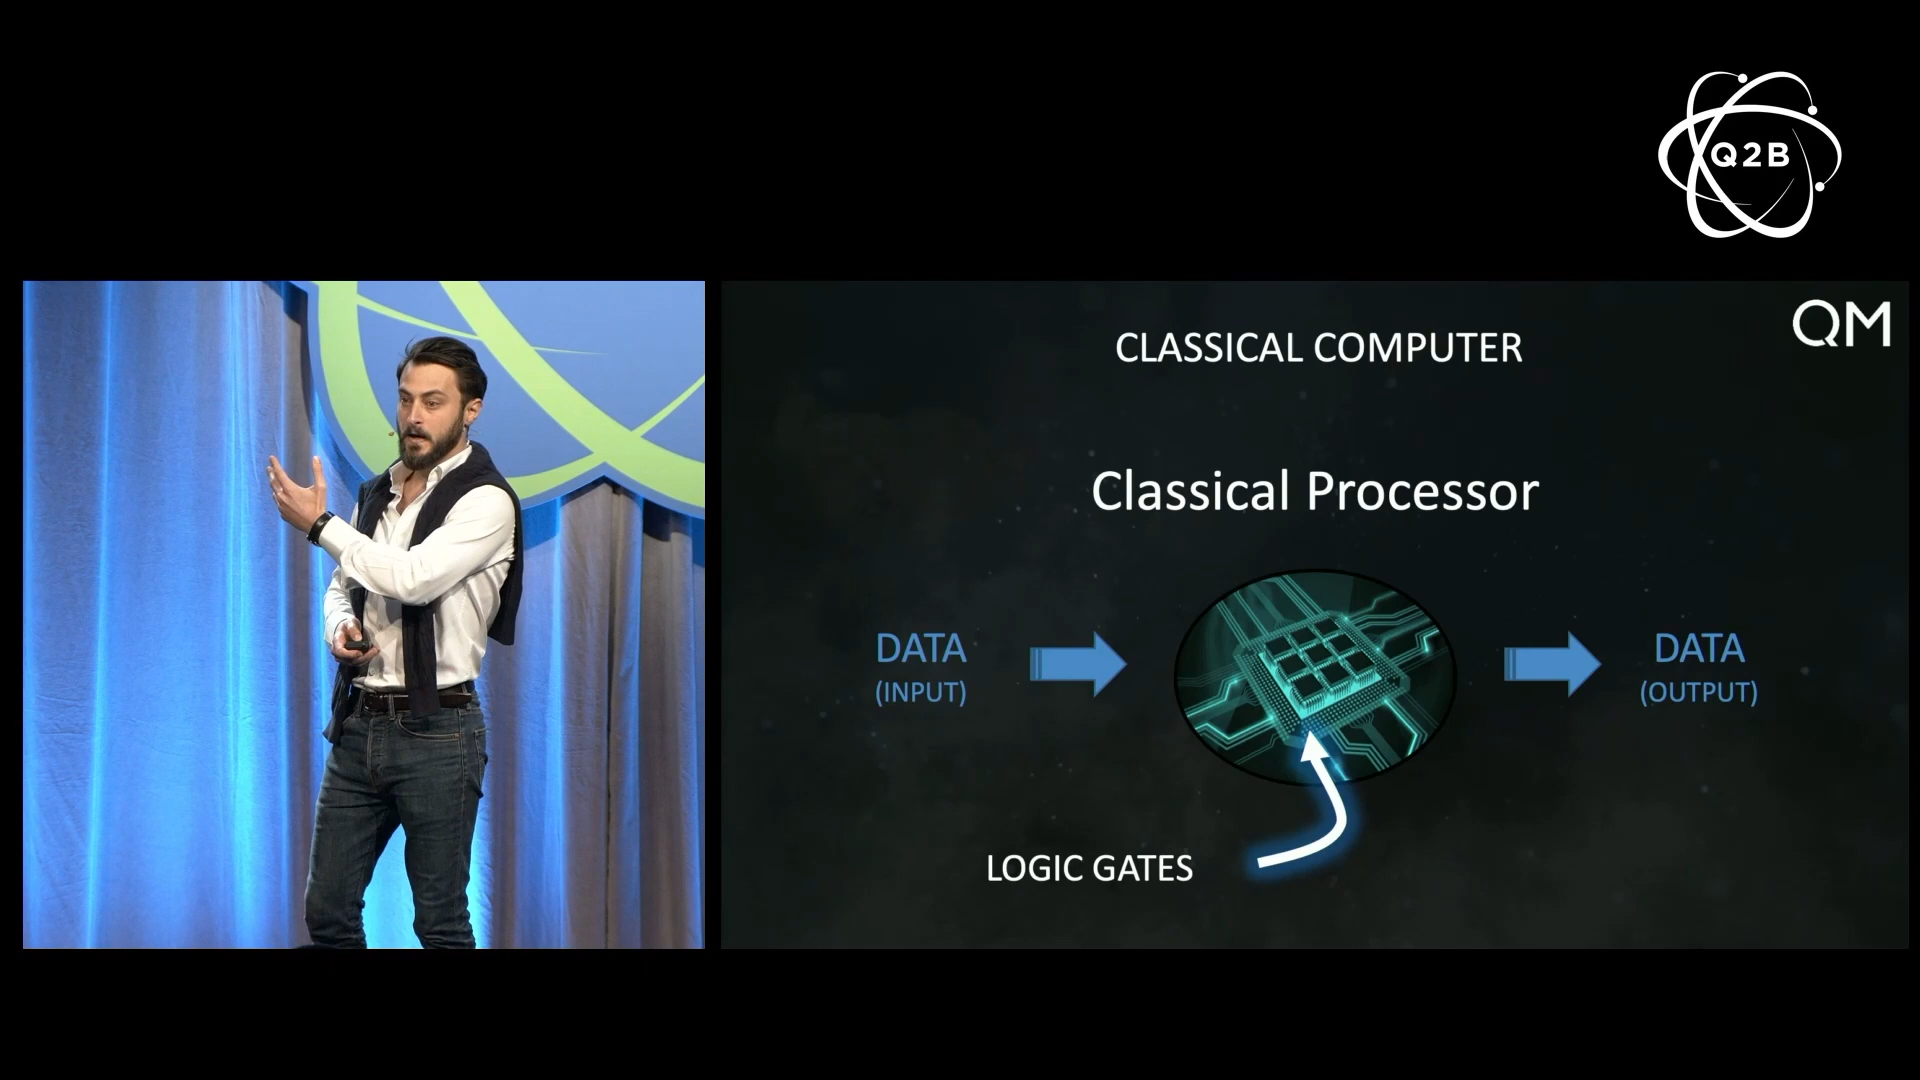 Q2B
QM
CLASSICAL COMPUTER
Classical Processor
DATA
(INPUT)
DATA
(OUTPUT)
LOGIC GATES